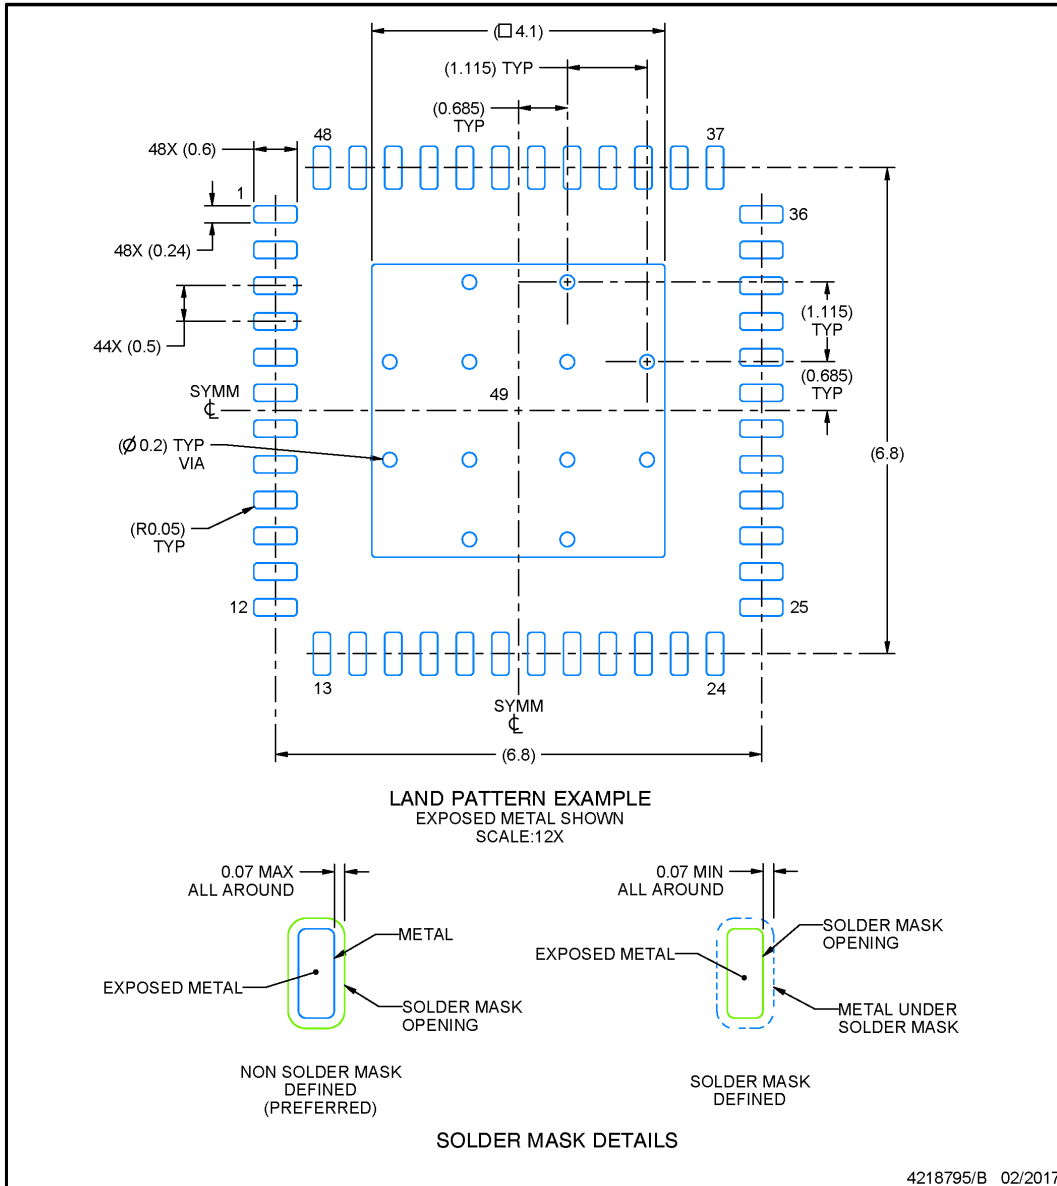 (□ 4.1)
(1.115) TYP
(0.685)
TYP
48
37
48X (0.6)
1
36
48X (0.24)
(1.115)
TYP
44X (0.5)
(0.685)
TYP
SYMM
℄
49
(Ø 0.2) TYP
VIA
(6.8)
(R0.05)
TYP
12
25
13
24
SYMM
℄
(6.8)
LAND PATTERN EXAMPLE
EXPOSED METAL SHOWN
SCALE:12X
0.07 MAX
ALL AROUND
METAL
EXPOSED METAL
SOLDER MASK
OPENING
NON SOLDER MASK
DEFINED
(PREFERRED)
0.07 MIN
ALL AROUND
SOLDER MASK
OPENING
EXPOSED METAL
METAL UNDER
SOLDER MASK
SOLDER MASK
DEFINED
SOLDER MASK DETAILS
4218795/B 02/2017